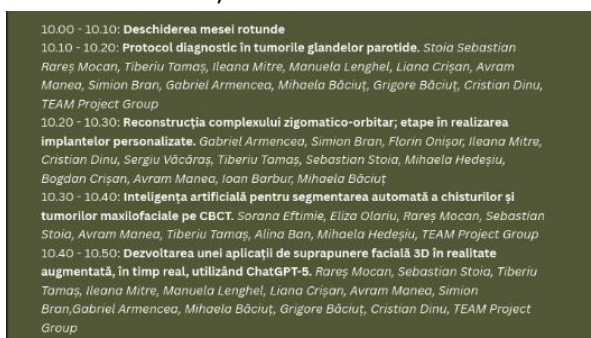 10.00 - 10.10: Deschiderea mesei rotunde
10.10 - 10.20: Protocol diagnostic în tumorile glandelor parotide. Stoia Sebastian
Rareș Mocan, Tiberiu Tamaș, Ileana Mitre, Manuela Lenghel, Liana Crișan, Avram
Manea, Simion Bran, Gabriel Armencea, Mihaela Băciuț, Grigore Băciuț, Cristian Dinu,
TEAM Project Group
10.20 - 10.30: Reconstrucția complexului zigomatico-orbitar; etape în realizarea
implantelor personalizate. Gabriel Armencea, Simion Bran, Florin Onișor, Ileana Mitre,
Cristian Dinu, Sergiu Văcăraș, Tiberiu Tamaș, Sebastian Stoia, Mihaela Hedeșiu,
Bogdan Crișan, Avram Manea, Ioan Barbur, Mihaela Băciuț
10.30 - 10.40: Inteligența artificială pentru segmentarea automată a chisturilor și
tumorilor maxilofaciale pe CBCT. Sorana Eftimie, Eliza Olariu, Rareș Mocan, Sebastian
Stoia, Avram Manea, Tiberiu Tamaș, Alina Ban, Mihaela Hedeșiu, TEAM Project Group
10.40 - 10.50: Dezvoltarea unei aplicații de suprapunere facială 3D în realitate
augmentată, în timp real, utilizând ChatGPT-5. Rareș Mocan, Sebastian Stoia, Tiberiu
Tamaș, Ileana Mitre, Manuela Lenghel, Liana Crișan, Avram Manea, Simion
Bran,Gabriel Armencea, Mihaela Băciuț, Grigore Băciuț, Cristian Dinu, TEAM Project
Group